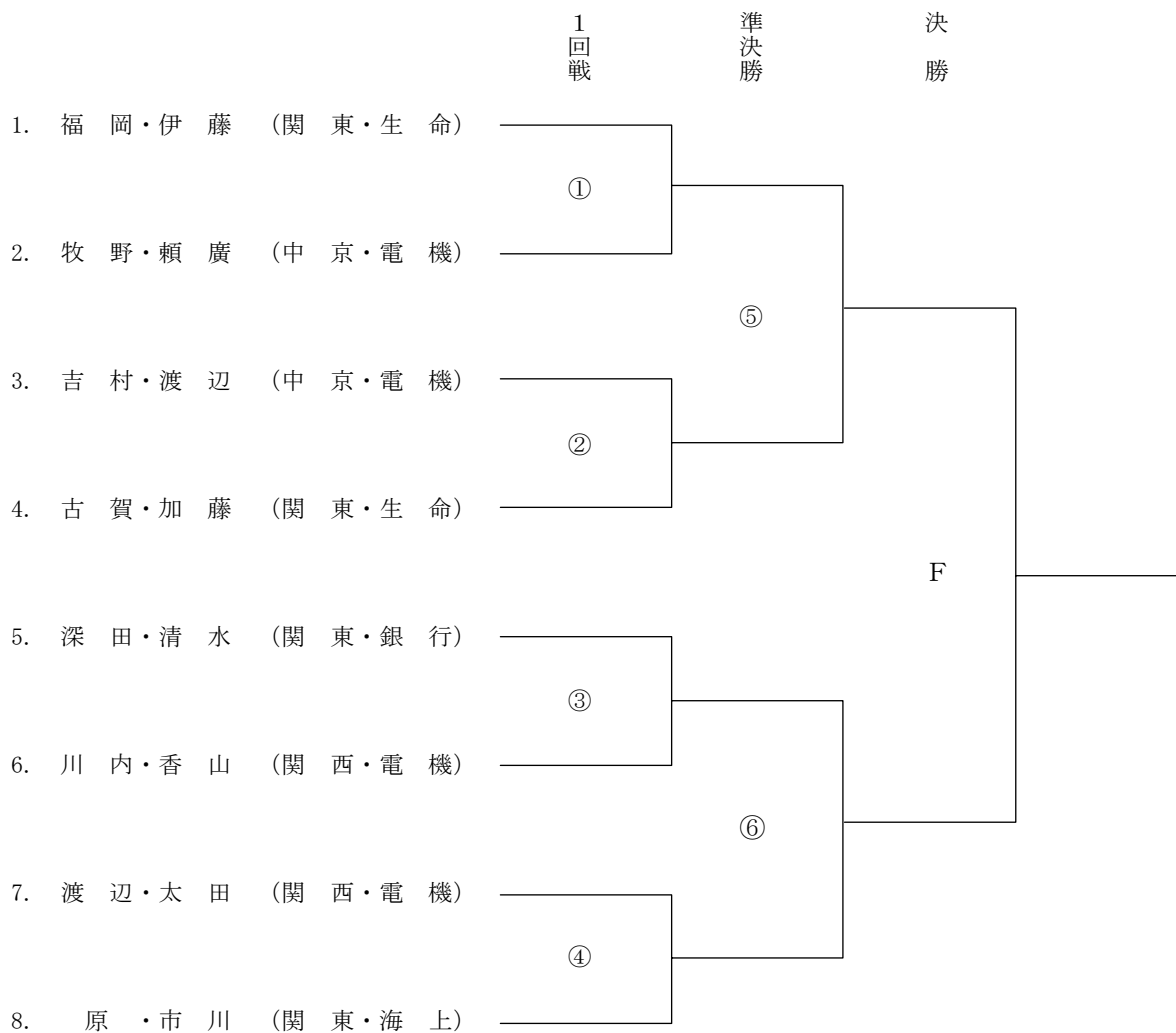 1回戦
準決勝
決勝
1. 福岡・伊藤 (関東・生命)
①
2. 牧野・頼廣 (中京・電機)
⑤
3. 吉村・渡辺 (中京・電機)
②
4. 古賀・加藤 (関東・生命)
F
5. 深田・清水 (関東・銀行)
③
6. 川内・香山 (関西・電機)
⑥
7. 渡辺・太田 (関西・電機)
④
8. 原・市川 (関東・海上)